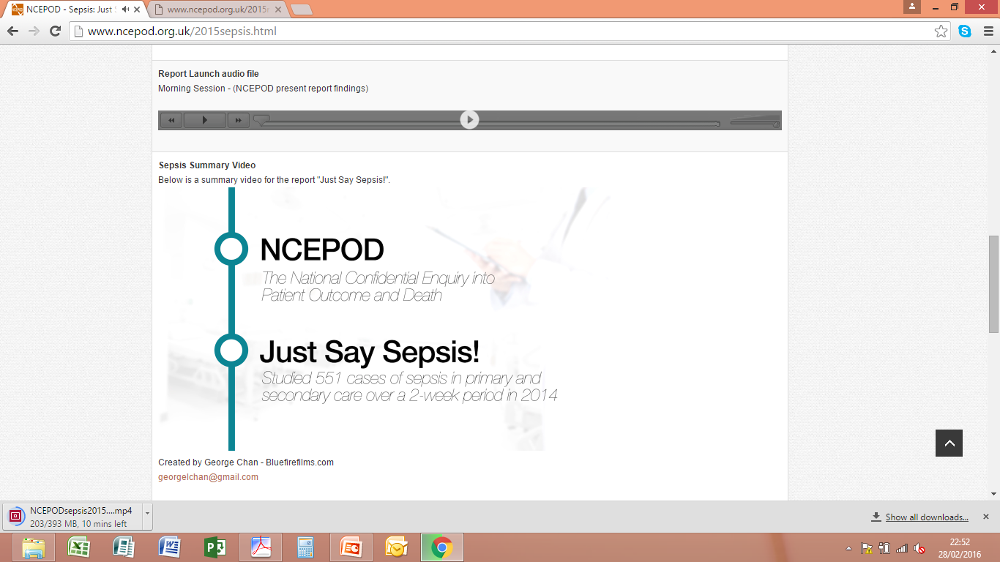 NCEPOD - Sepsis: Just S
www.ncepod.org.uk/2015
www.ncepod.org.uk/2015sepsis.html
Report Launch audio file
Morning Session - (NCEPOD present report findings)
Sepsis Summary Video
Below is a summary video for the report "Just Say Sepsis!".
NCEPOD
The National Confidential Enquiry into
Patient Outcome and Death
Just Say Sepsis!
Studied 551 cases of sepsis in primary and
secondary care over a 2-week period in 2014
Created by George Chan - Bluefirefilms.com
georgelchan@gmail.com
NCEPODsepsis2015....mp4
203/393 MB, 10 mins left
Show all downloads...
22:52
28/02/2016